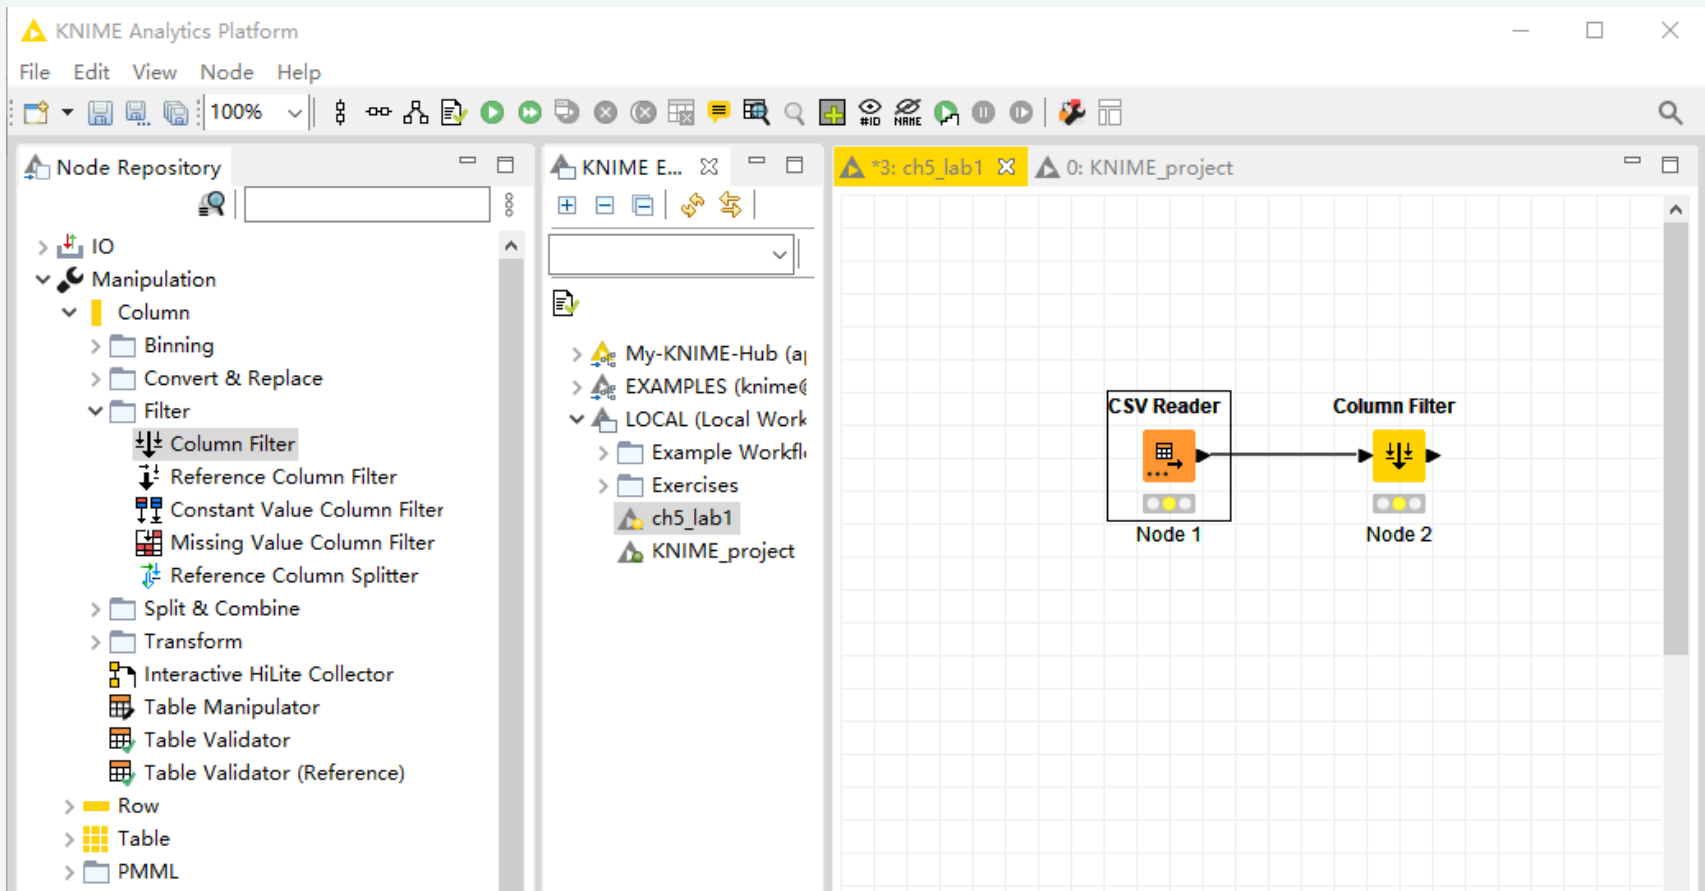 KNIME Analytics Platform
File Edit View Node Help
100%
#ID
NAME
Node Repository
IO
Manipulation
Column
Binning
Convert & Replace
Filter
Column Filter
Reference Column Filter
Constant Value Column Filter
Missing Value Column Filter
Reference Column Splitter
Split & Combine
Transform
Interactive HiLite Collector
Table Manipulator
Table Validator
Table Validator (Reference)
Row
Table
PMML
KNIME E...
My-KNIME-Hub (a
EXAMPLES (knime@
LOCAL (Local Work
Example Workfl
Exercises
ch5_lab1
KNIME_project
*3: ch5_lab1
0: KNIME_project
CSV Reader
Node 1
Column Filter
Node 2